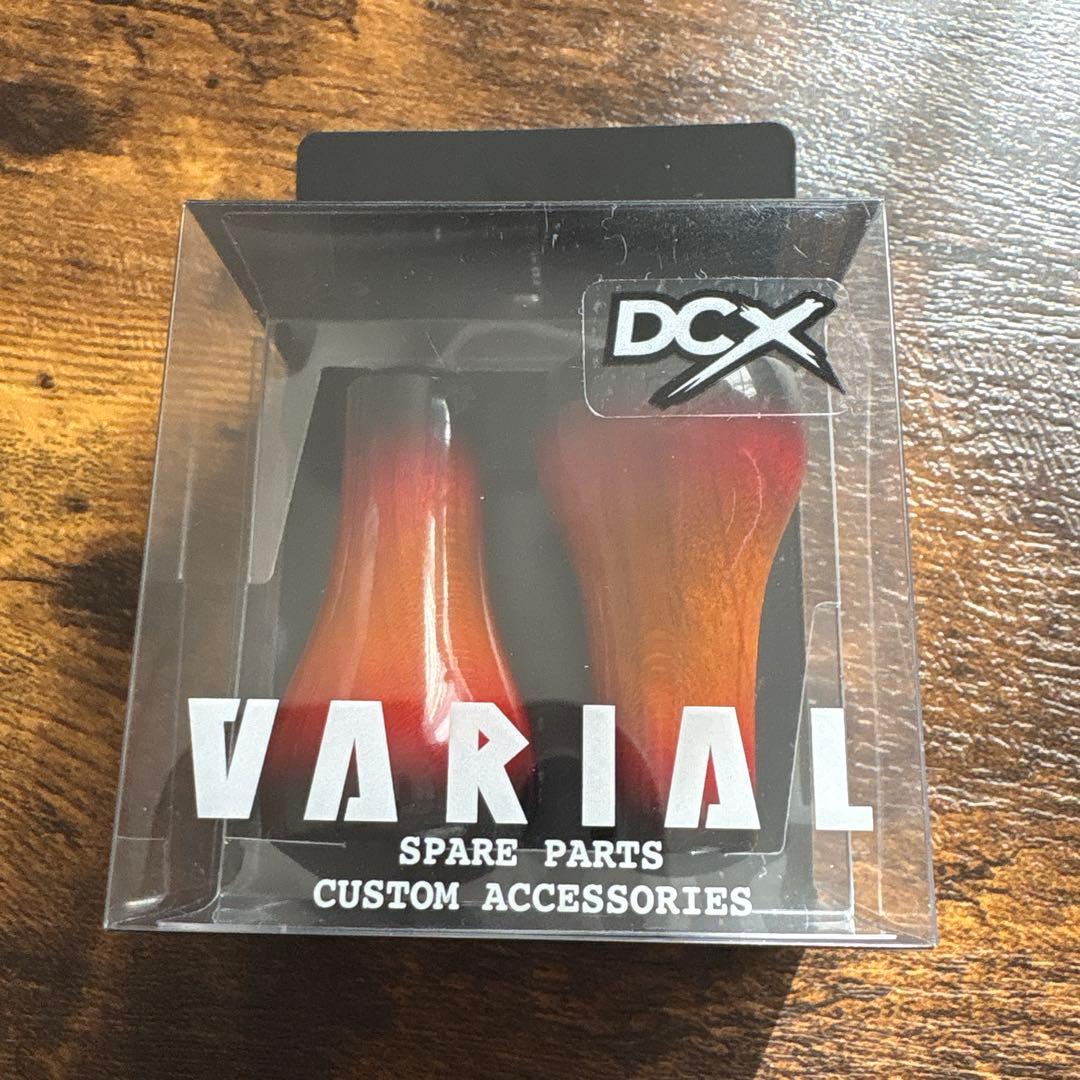 DCX
VARIAL
SPARE PARTS
CUSTOM ACCESSORIES